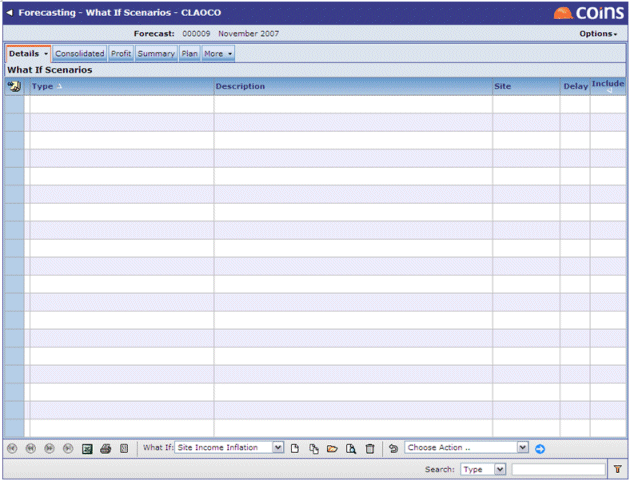 Forecasting - What If Scenarios - CLAOCO coins
Forecast: 000009 November 2007 Options
Details Consolidated Profit Summary Plan More
What If Scenarios
Type Description Site Delay Include
What If: Site Income Inflation Choose Action ..
Search: Type